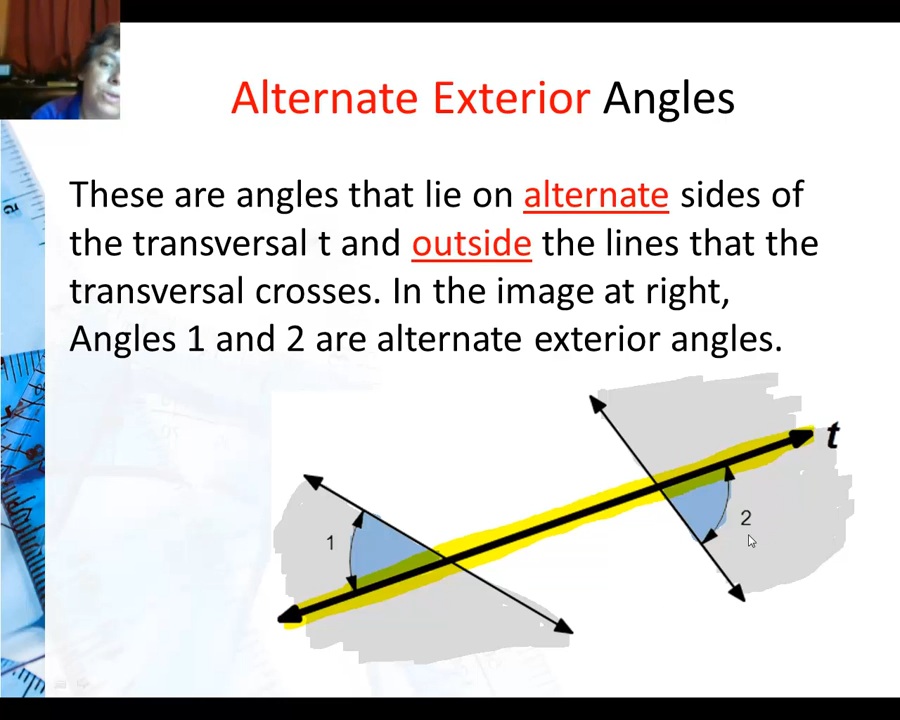 Alternate Exterior Angles
These are angles that lie on alternate sides of
the transversal t and outside the lines that the
transversal crosses. In the image at right,
Angles 1 and 2 are alternate exterior angles.
t
2
1